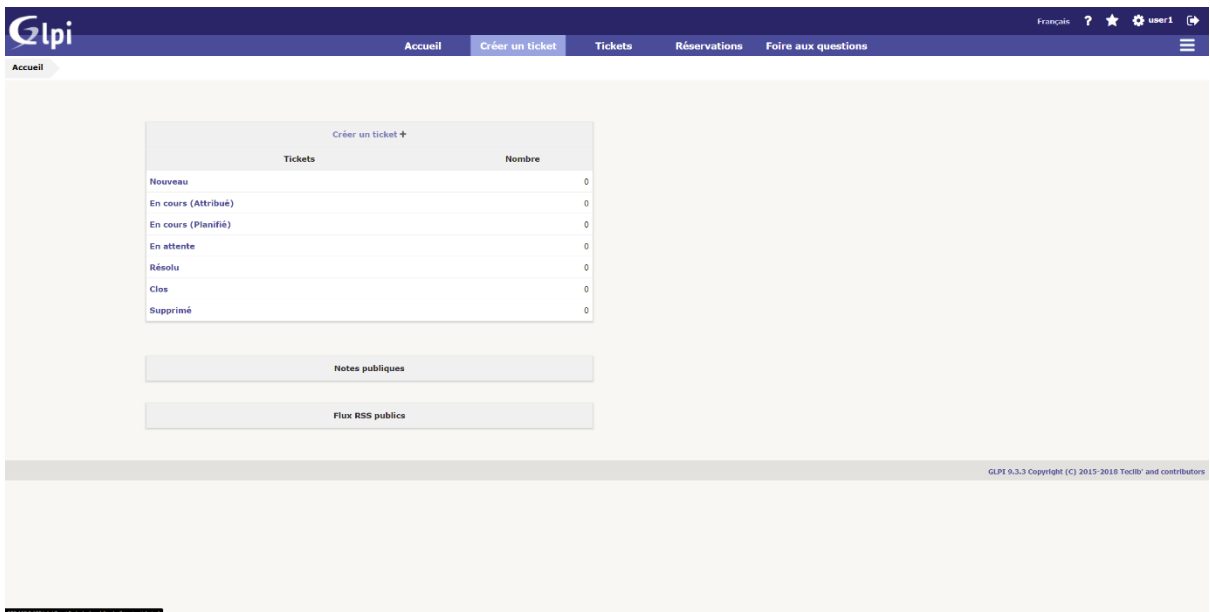 Glpi
Français ? user1
Accueil Créer un ticket Tickets Réservations Foire aux questions
Accueil
Créer un ticket +
Tickets Nombre
Nouveau 0
En cours (Attribué) 0
En cours (Planifié) 0
En attente 0
Résolu 0
Clos 0
Supprimé 0
Notes publiques
Flux RSS publics
GLPI 9.3.3 Copyright (C) 2015-2018 Teclib' and contributors